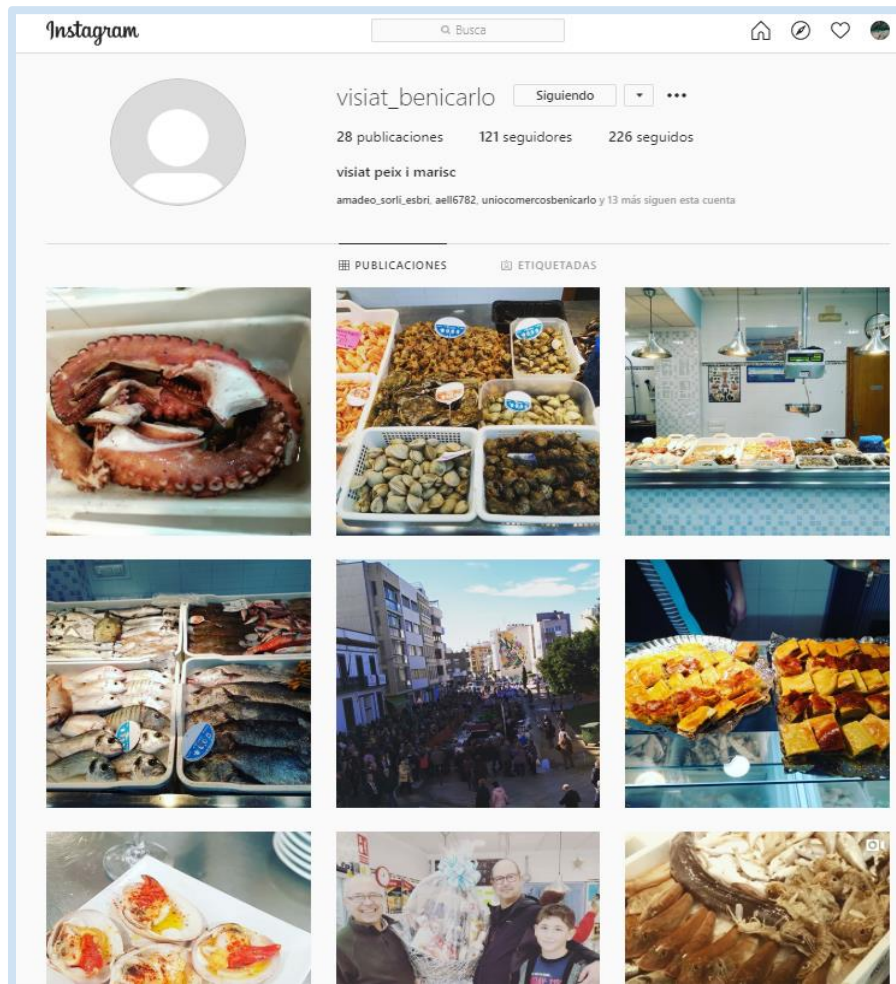 Instagram
Busca
visiat_benicarlo Siguiendo
28 publicaciones 121 seguidores 226 seguidos
visiat peix i marisc
amadeo_sorli_esbri, aell6782, uniocomercosbenicarlo y 13 más siguen esta cuenta
PUBLICACIONES ETIQUETADAS